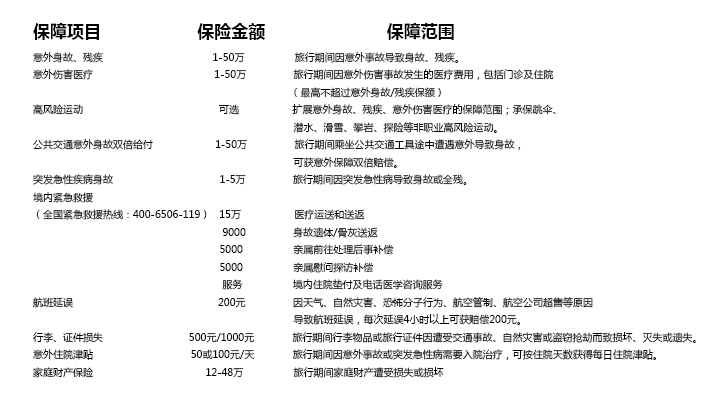 保障项目 保险金额 保障范围
意外身故、残疾 1-50万 旅行期间因意外事故导致身故、残疾。
意外伤害医疗 1-50万 旅行期间因意外伤害事故发生的医疗费用，包括门诊及住院
（最高不超过意外身故/残疾保额）
高风险运动 可选 扩展意外身故、残疾、意外伤害医疗的保障范围；承保跳伞、
潜水、滑雪、攀岩、探险等非职业高风险运动。
公共交通意外身故双倍给付 1-50万 旅行期间乘坐公共交通工具途中遭遇意外导致身故，
可获意外保障双倍赔偿。
突发急性疾病身故 1-5万 旅行期间因突发急性病导致身故或全残。
境内紧急救援
（全国紧急救援热线：400-6506-119） 15万 医疗运送和送返
9000 身故遗体/骨灰送返
5000 亲属前往处理后事补偿
5000 亲属慰问探访补偿
服务 境内住院垫付及电话医学咨询服务
航班延误 200元 因天气、自然灾害、恐怖分子行为、航空管制、航空公司超售等原因
导致航班延误，每次延误4小时以上可获赔偿200元。
行李、证件损失 500元/1000元 旅行期间行李物品或旅行证件因遭受交通事故、自然灾害或盗窃抢劫而致损坏、灭失或遗失。
意外住院津贴 50或100元/天 旅行期间因意外事故或突发急性病需要入院治疗，可按住院天数获得每日住院津贴。
家庭财产保险 12-48万 旅行期间家庭财产遭受损失或损坏